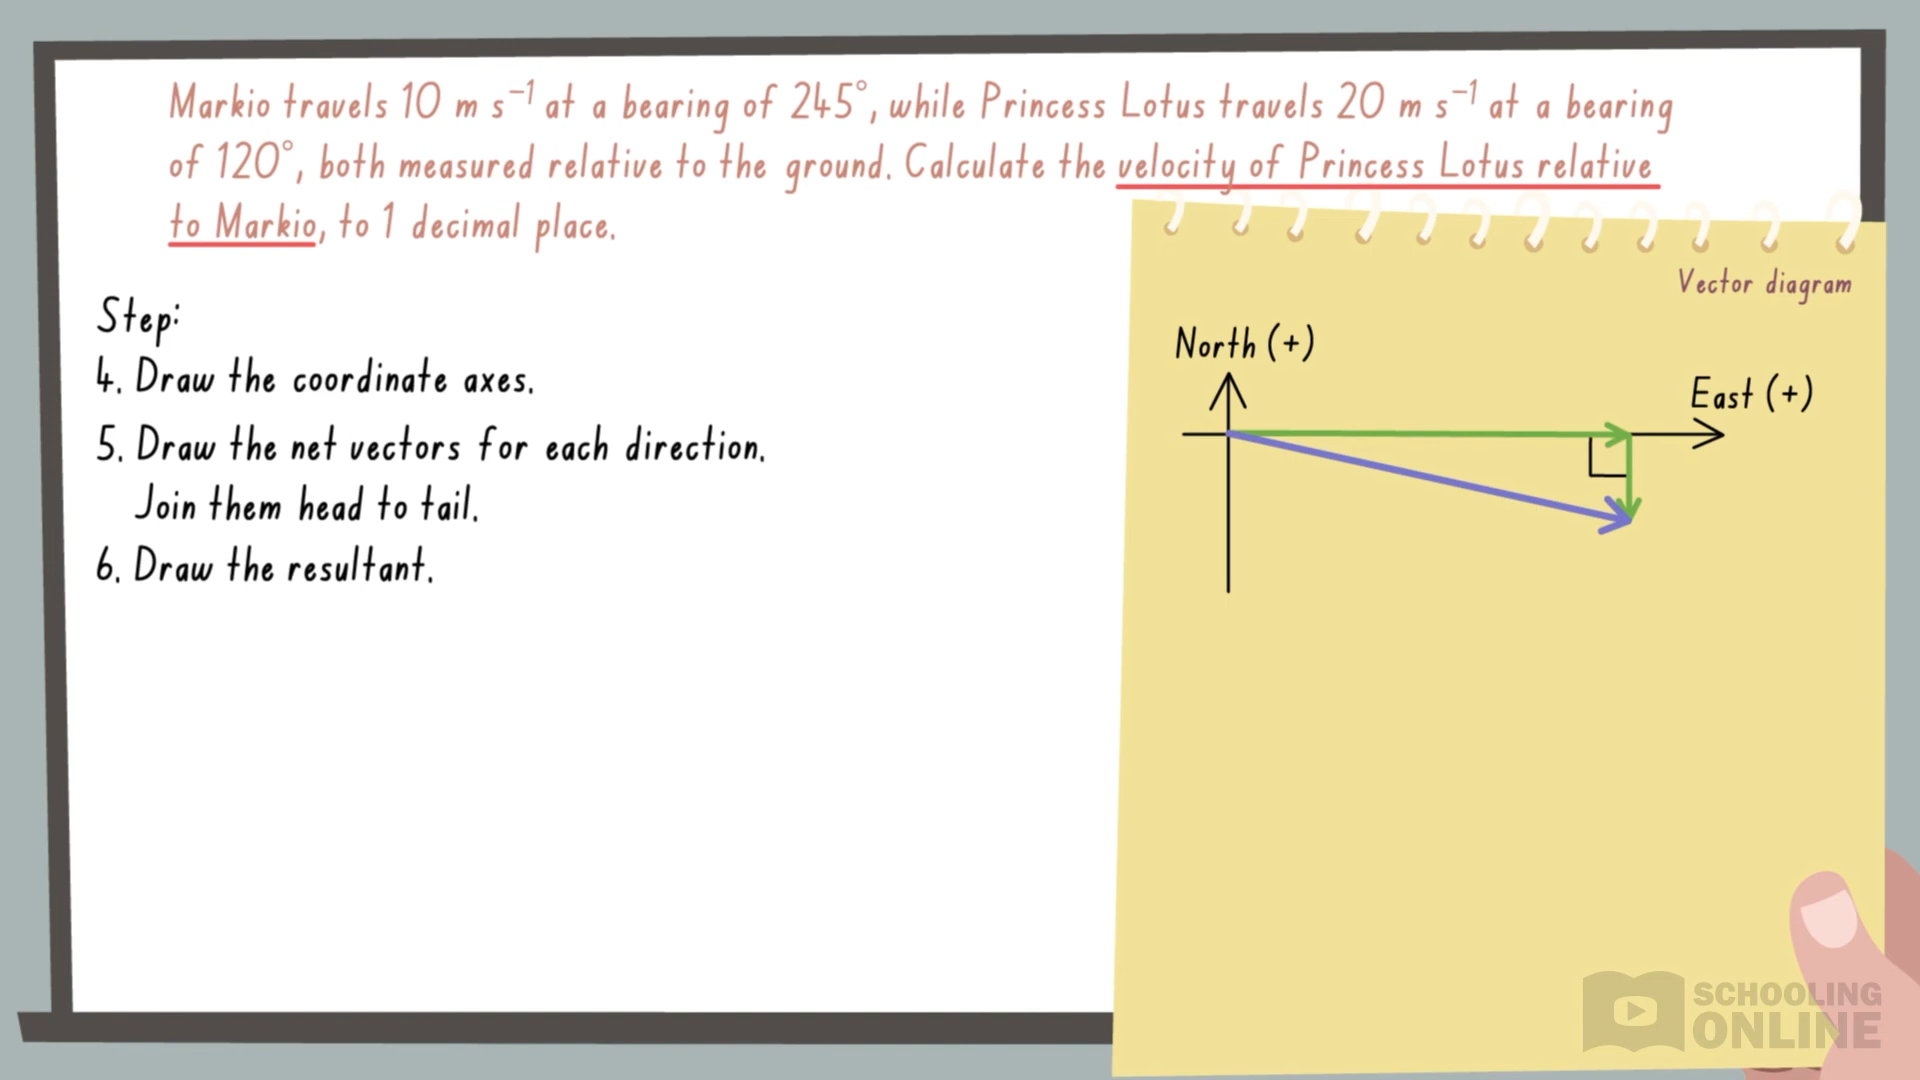 Markio travels 10 m s⁻¹ at a bearing of 245°, while Princess Lotus travels 20 m s⁻¹ at a bearing
of 120°, both measured relative to the ground. Calculate the velocity of Princess Lotus relative
to Markio, to 1 decimal place.
Vector diagram
Step:
North (+)
4. Draw the coordinate axes.
East (+)
5. Draw the net vectors for each direction.
Join them head to tail.
6. Draw the resultant.
SCHOOLING
ONLINE